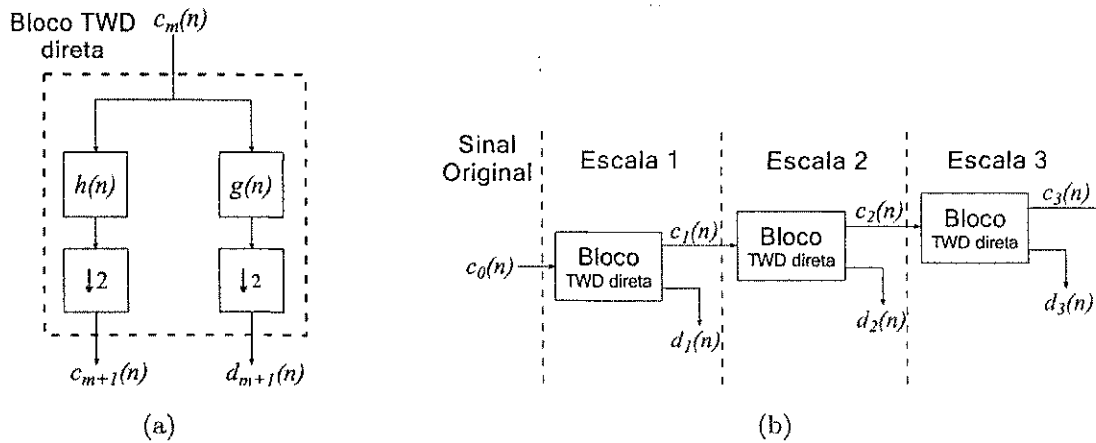 Bloco TWD
direta
c_m(n)
h(n)
g(n)
↓2
↓2
c_{m+1}(n)
d_{m+1}(n)
(a)
Sinal
Original
Escala 1
Escala 2
Escala 3
c_0(n)
Bloco
TWD direta
c_1(n)
d_1(n)
Bloco
TWD direta
c_2(n)
d_2(n)
Bloco
TWD direta
c_3(n)
d_3(n)
(b)